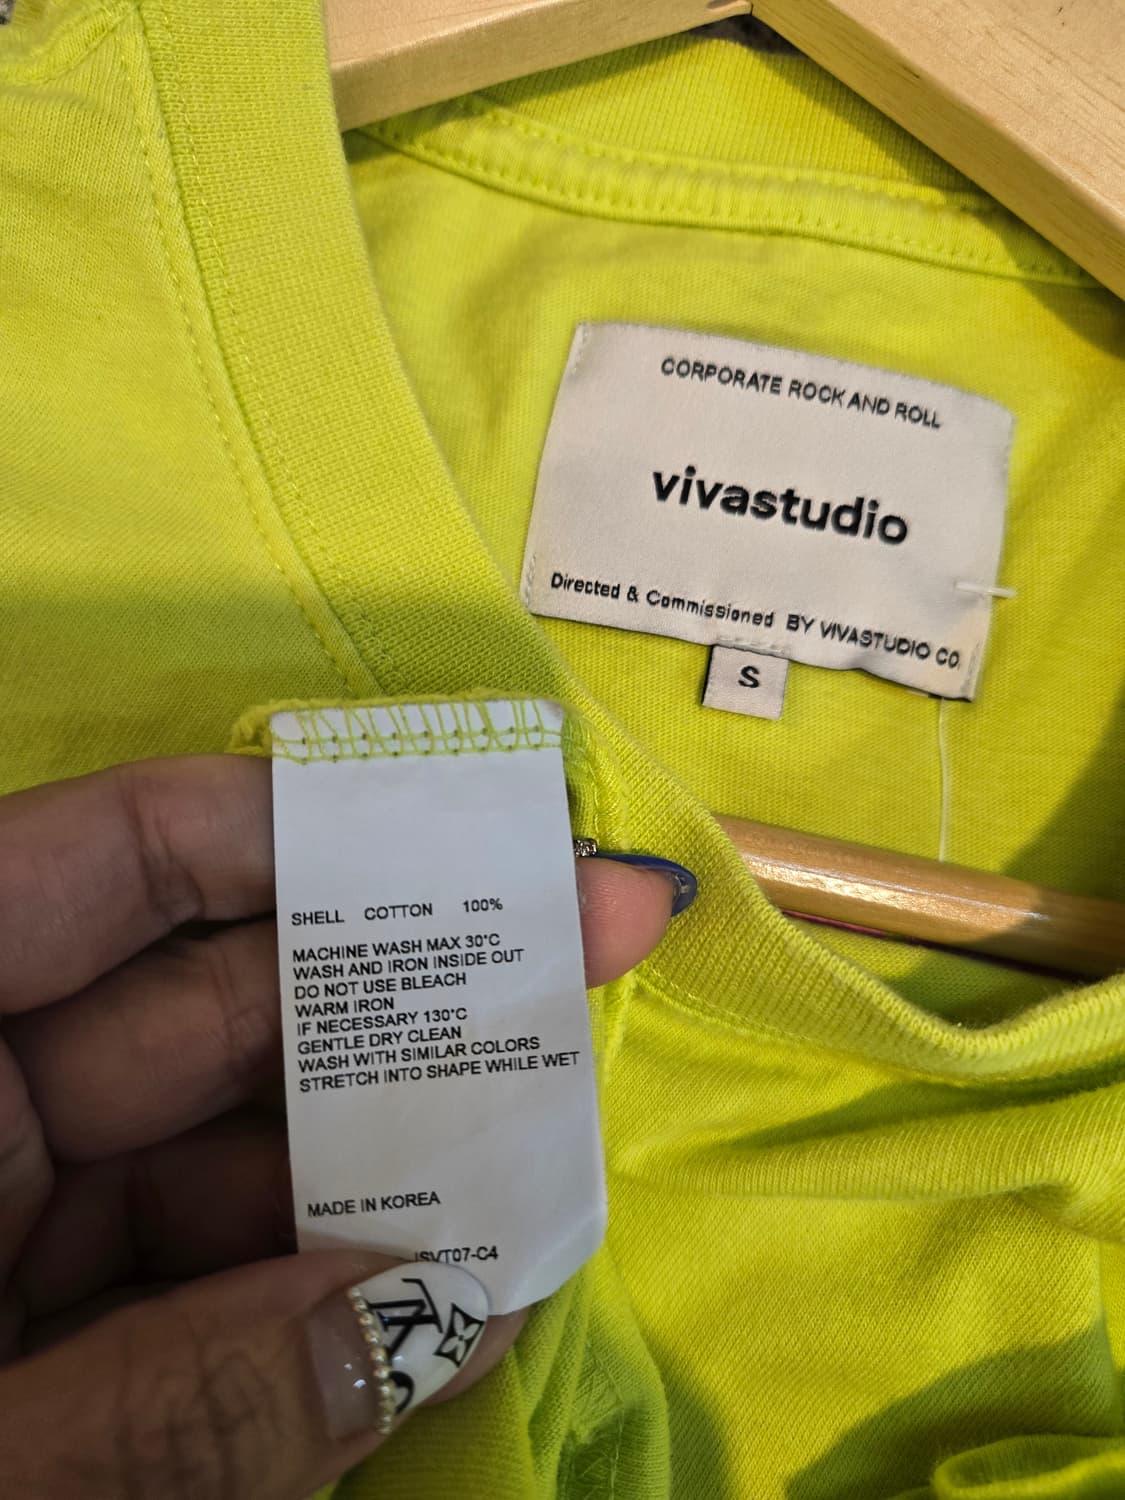 CORPORATE ROCK AND ROLL
vivastudio
Directed & Commissioned BY VIVASTUDIO CO.
S
SHELL COTTON 100%
MACHINE WASH MAX 30°C
WASH AND IRON INSIDE OUT
DO NOT USE BLEACH
WARM IRON
IF NECESSARY 130°C
GENTLE DRY CLEAN
WASH WITH SIMILAR COLORS
STRETCH INTO SHAPE WHILE WET
MADE IN KOREA